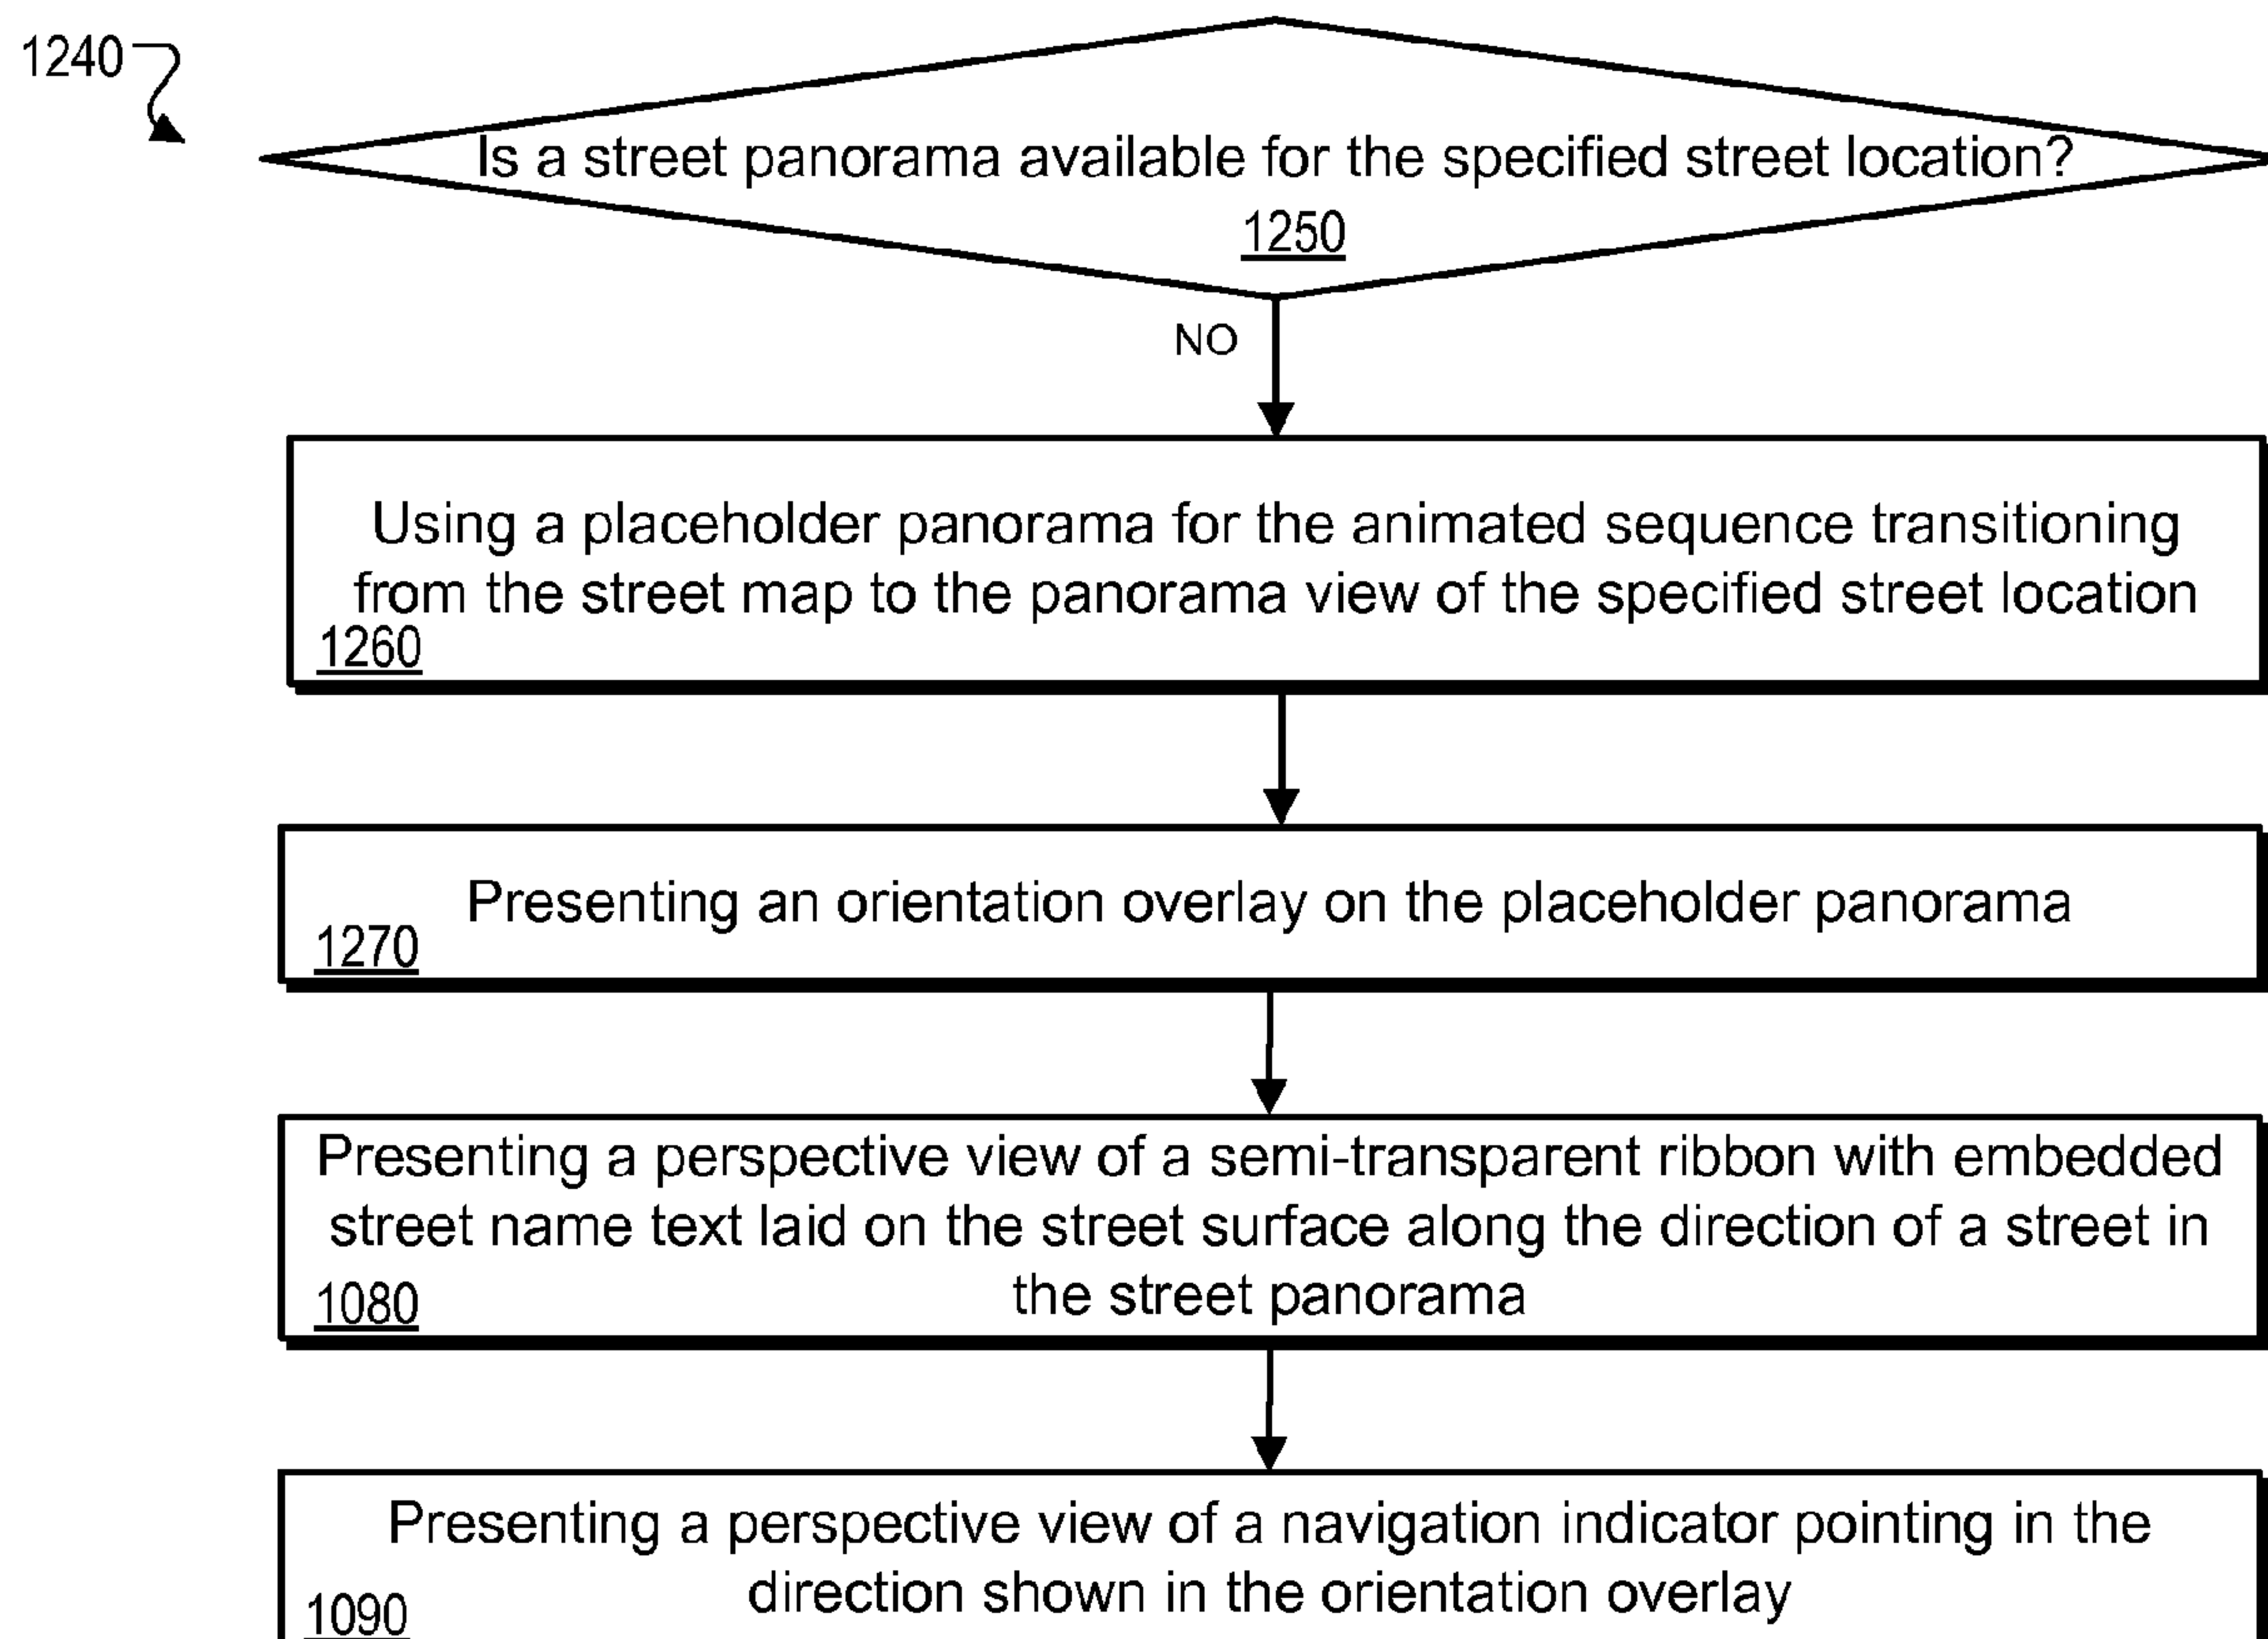 1240
Is a street panorama available for the specified street location?
1250
NO
Using a placeholder panorama for the animated sequence transitioning
from the street map to the panorama view of the specified street location
1260
Presenting an orientation overlay on the placeholder panorama
1270
Presenting a perspective view of a semi-transparent ribbon with embedded
street name text laid on the street surface along the direction of a street in
the street panorama
1080
Presenting a perspective view of a navigation indicator pointing in the
direction shown in the orientation overlay
1090